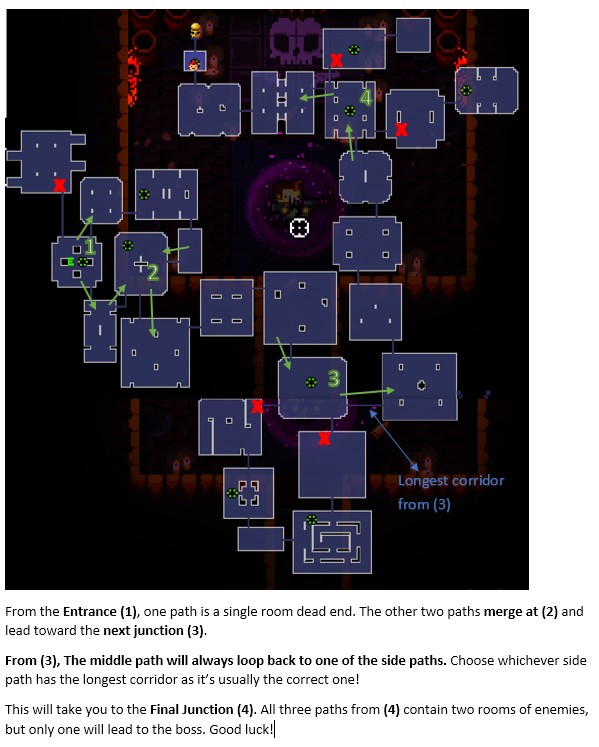 4
1
E
2
3
Longest corridor
from (3)
From the Entrance (1), one path is a single room dead end. The other two paths merge at (2) and
lead toward the next junction (3).
From (3), The middle path will always loop back to one of the side paths. Choose whichever side
path has the longest corridor as it's usually the correct one!
This will take you to the Final Junction (4). All three paths from (4) contain two rooms of enemies,
but only one will lead to the boss. Good luck!